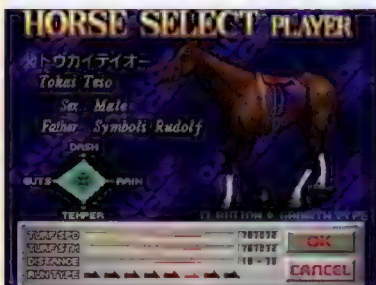 HORSE SELECT PLAYER
トウカイテイオー
Tokai Teio
Sex Male
Father Symboli Rudolf
DASH
GUTS
TEMPER
TURF SPD
TURF STM
DISTANCE
RUN TYPE
OK
CANCEL